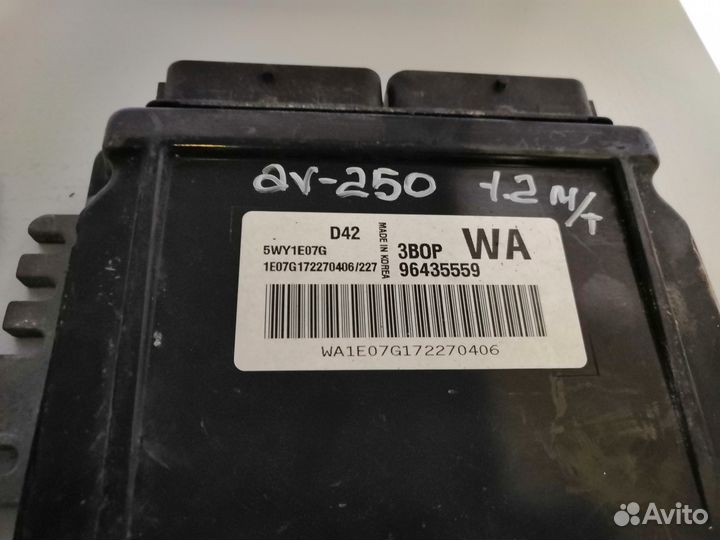 av-250 1.2 M/T
D42
5WY1E07G
1E07G172270406/227
MADE IN KOREA
3BOP WA
96435559
WA1E07G172270406
Avito